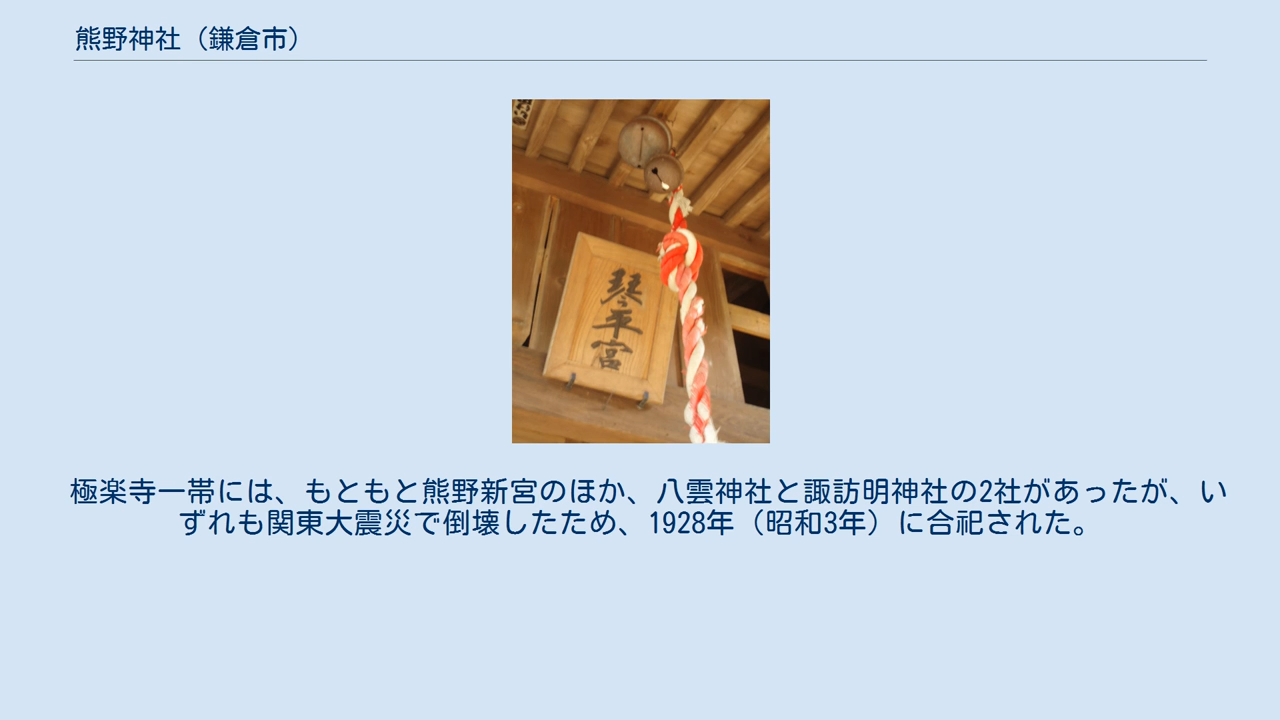 熊野神社（鎌倉市）
琴平宮
極楽寺一帯には、もともと熊野新宮のほか、八雲神社と諏訪明神社の2社があったが、い
ずれも関東大震災で倒壊したため、1928年（昭和3年）に合祀された。